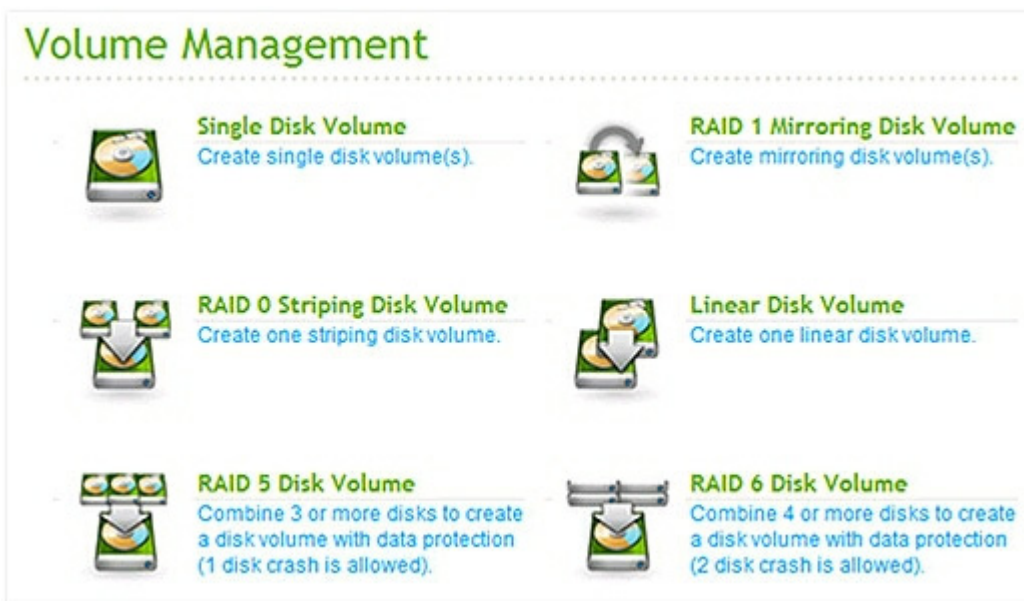 Volume Management
Single Disk Volume
Create single disk volume(s).
RAID 1 Mirroring Disk Volume
Create mirroring disk volume(s).
RAID 0 Striping Disk Volume
Create one striping disk volume.
Linear Disk Volume
Create one linear disk volume.
RAID 5 Disk Volume
Combine 3 or more disks to create
a disk volume with data protection
(1 disk crash is allowed).
RAID 6 Disk Volume
Combine 4 or more disks to create
a disk volume with data protection
(2 disk crash is allowed).